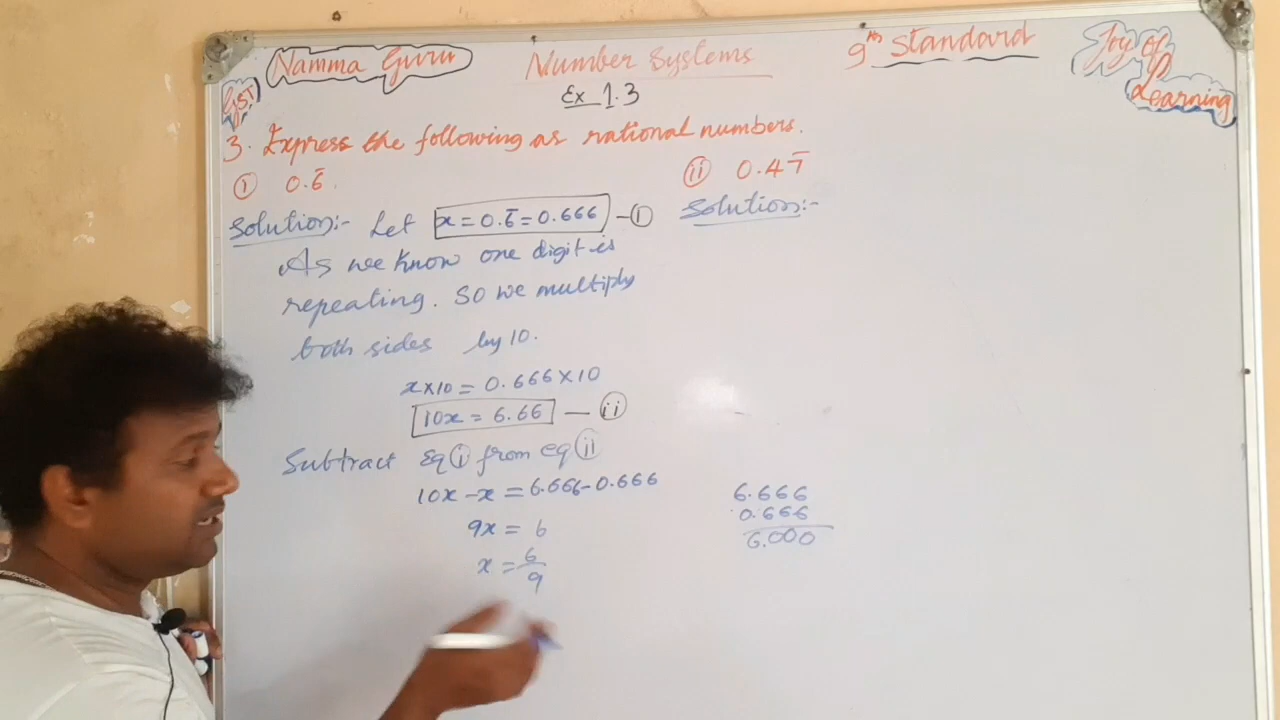 Namma Guru
Number Systems
9th Standard
Joy of
Learning
GST
Ex 1.3
3. Express the following as rational numbers.
(i) 0.6̅.
Solution:- Let x = 0.6̅ = 0.666 - (i)
As we know one digit is
repeating. So we multiply
both sides by 10.
x×10 = 0.666×10
10x = 6.66 — (ii)
Subtract Eq (i) from eq (ii)
10x - x = 6.666 - 0.666
9x = 6
x = 6/9
(ii) 0.47̅
Solution:-
6.666
0.666
6.000